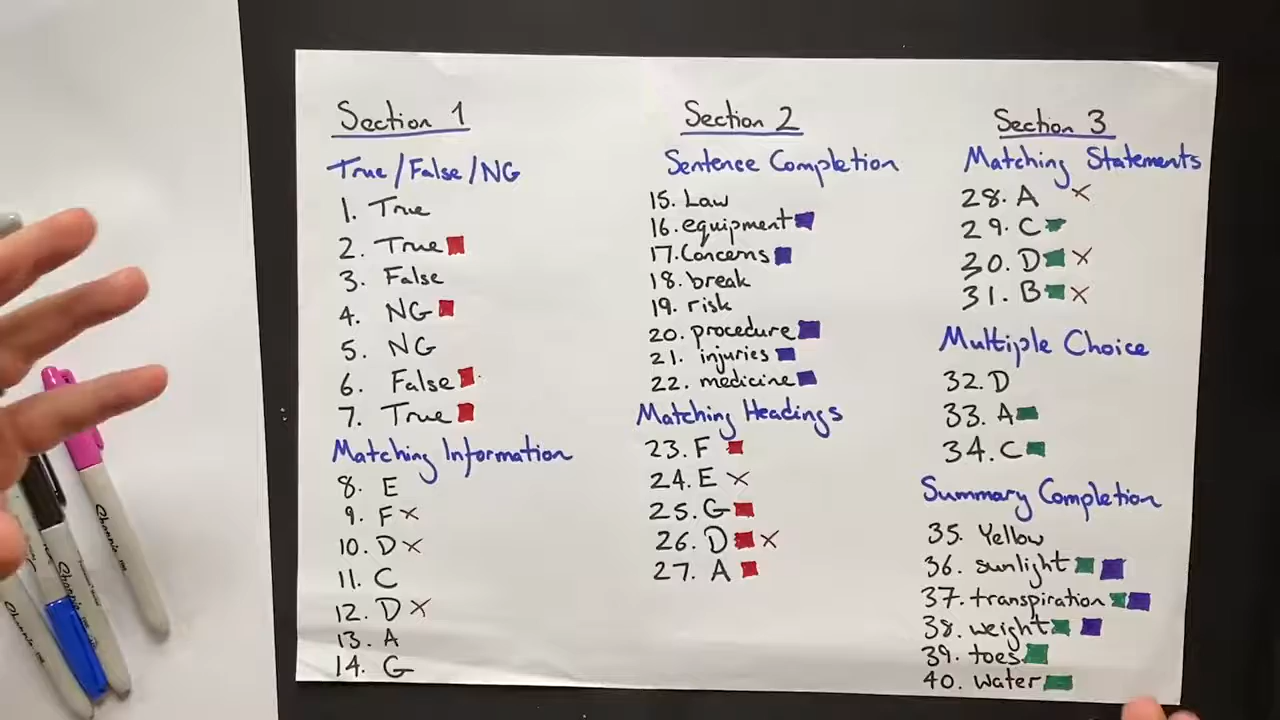 Section 1
True/False/NG
1. True
2. True
3. False
4. NG
5. NG
6. False
7. True
Matching Information
8. E
9. F ×
10. D ×
11. C
12. D ×
13. A
14. G
Section 2
Sentence Completion
15. Law
16. equipment
17. Concerns
18. break
19. risk
20. procedure
21. injuries
22. medicine
Matching Headings
23. F
24. E ×
25. G
26. D ×
27. A
Section 3
Matching Statements
28. A ×
29. C
30. D ×
31. B ×
Multiple Choice
32. D
33. A
34. C
Summary Completion
35. Yellow
36. sunlight
37. transpiration
38. weight
39. toes
40. Water
Sharpie
Sharpie
Sharpie